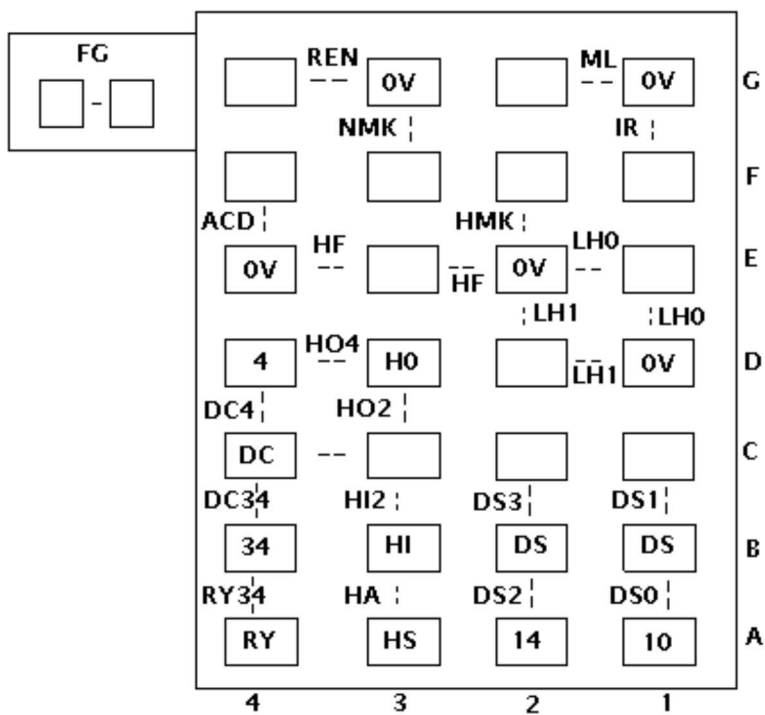 FG
REN ML
0V 0V G
NMK IR
F
ACD HMK
HF LH0
0V 0V E
HF
LH1 LH0
HO4
4 H0 0V D
LH1
DC4 HO2
DC C
DC34 HI2 DS3 DS1
34 HI DS DS B
RY34 HA DS2 DS0
RY HS 14 10 A
4 3 2 1